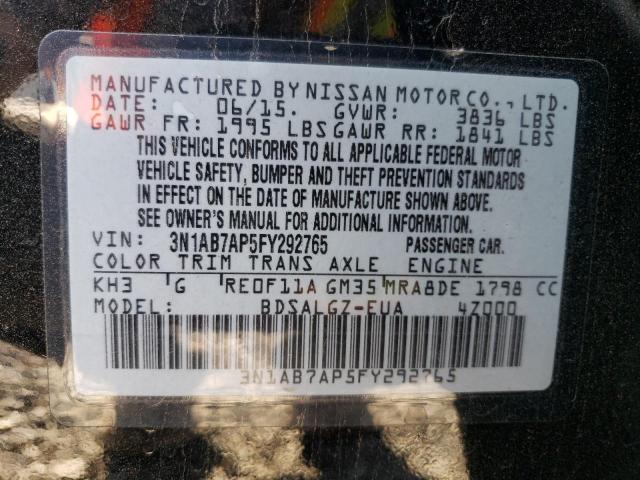 MANUFACTURED BY NISSAN MOTOR CO., LTD.
DATE: 06/15. GVWR: 3836 LBS
GAWR FR: 1995 LBS GAWR RR: 1841 LBS
THIS VEHICLE CONFORMS TO ALL APPLICABLE FEDERAL MOTOR
VEHICLE SAFETY, BUMPER AND THEFT PREVENTION STANDARDS
IN EFFECT ON THE DATE OF MANUFACTURE SHOWN ABOVE.
SEE OWNER'S MANUAL FOR ADDITIONAL INFORMATION.
VIN: 3N1AB7AP5FY292765 PASSENGER CAR.
COLOR TRIM TRANS AXLE ENGINE
KH3 G RE0F11A GM35 MRA8DE 1798 CC
MODEL: BDSALGZ-EUA 4Z000
3N1AB7AP5FY292765